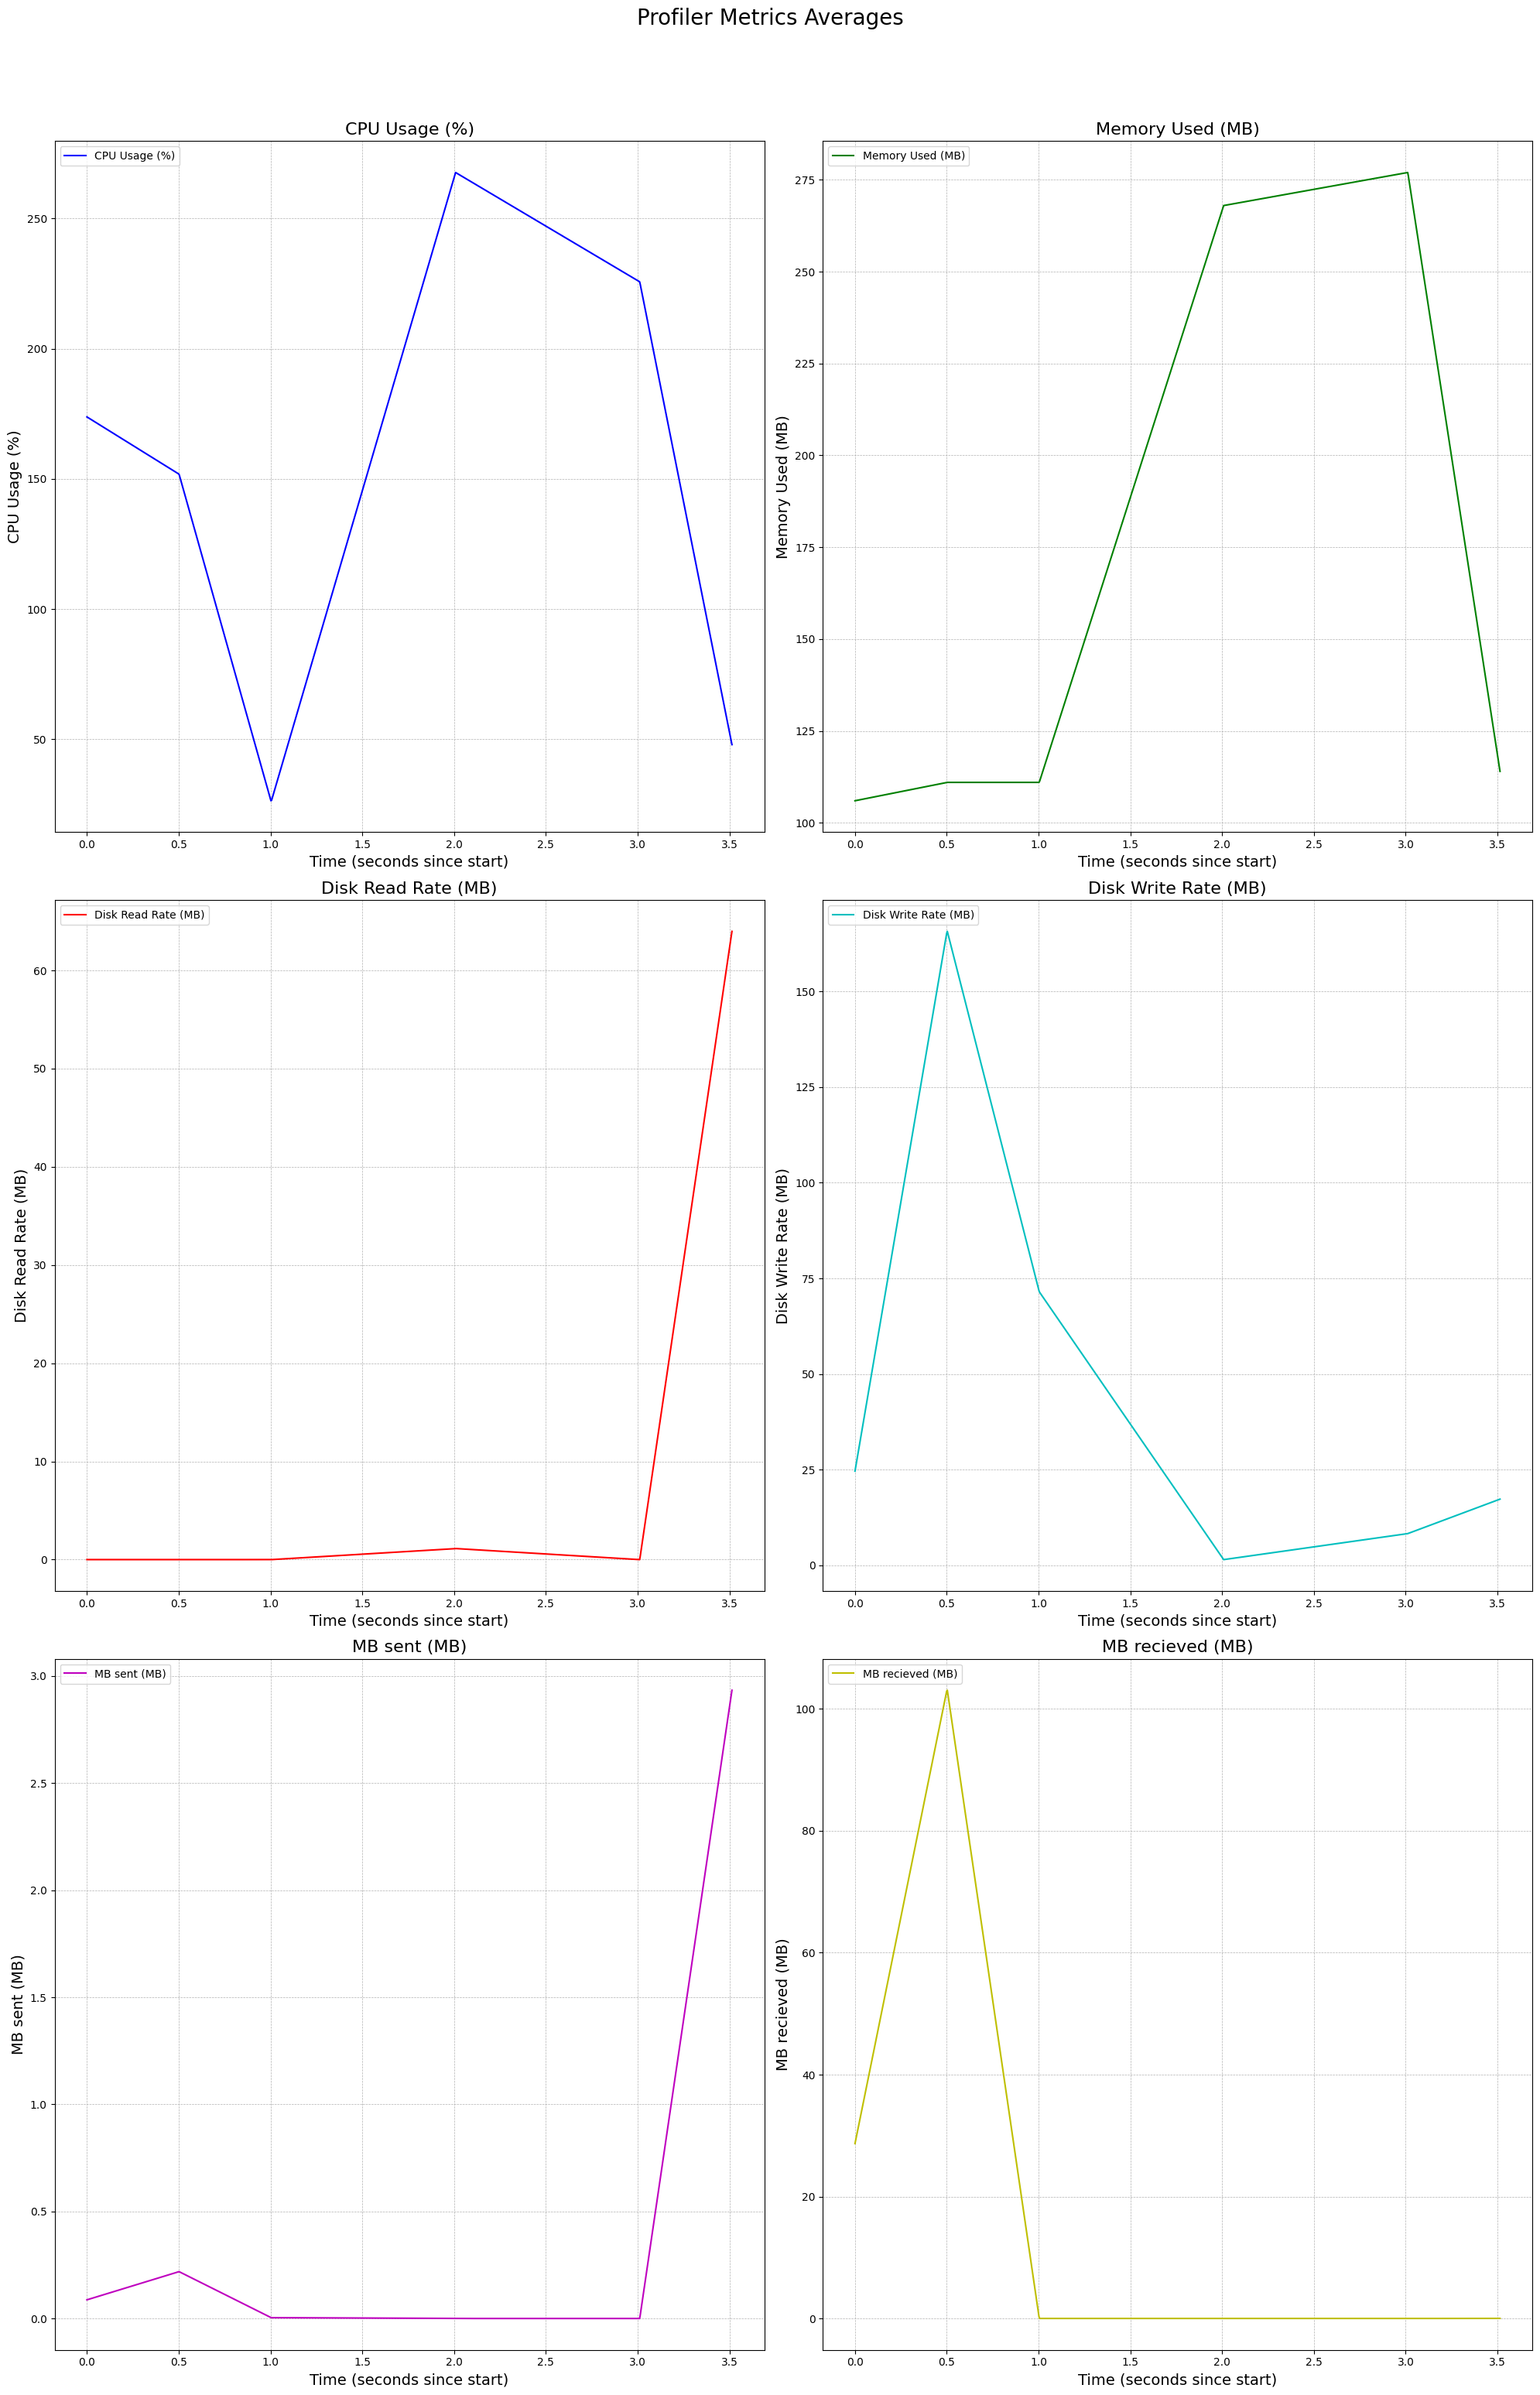 Profiler Metrics Averages
CPU Usage (%)
CPU Usage (%)
CPU Usage (%)
250
200
150
100
50
0.0 0.5 1.0 1.5 2.0 2.5 3.0 3.5
Time (seconds since start)
Memory Used (MB)
Memory Used (MB)
Memory Used (MB)
275
250
225
200
175
150
125
100
0.0 0.5 1.0 1.5 2.0 2.5 3.0 3.5
Time (seconds since start)
Disk Read Rate (MB)
Disk Read Rate (MB)
Disk Read Rate (MB)
60
50
40
30
20
10
0
0.0 0.5 1.0 1.5 2.0 2.5 3.0 3.5
Time (seconds since start)
Disk Write Rate (MB)
Disk Write Rate (MB)
Disk Write Rate (MB)
150
125
100
75
50
25
0
0.0 0.5 1.0 1.5 2.0 2.5 3.0 3.5
Time (seconds since start)
MB sent (MB)
MB sent (MB)
MB sent (MB)
3.0
2.5
2.0
1.5
1.0
0.5
0.0
0.0 0.5 1.0 1.5 2.0 2.5 3.0 3.5
Time (seconds since start)
MB recieved (MB)
MB recieved (MB)
MB recieved (MB)
100
80
60
40
20
0
0.0 0.5 1.0 1.5 2.0 2.5 3.0 3.5
Time (seconds since start)